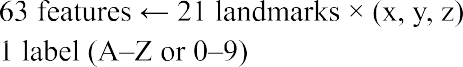 63 features ← 21 landmarks × (x, y, z)
1 label (A–Z or 0–9)